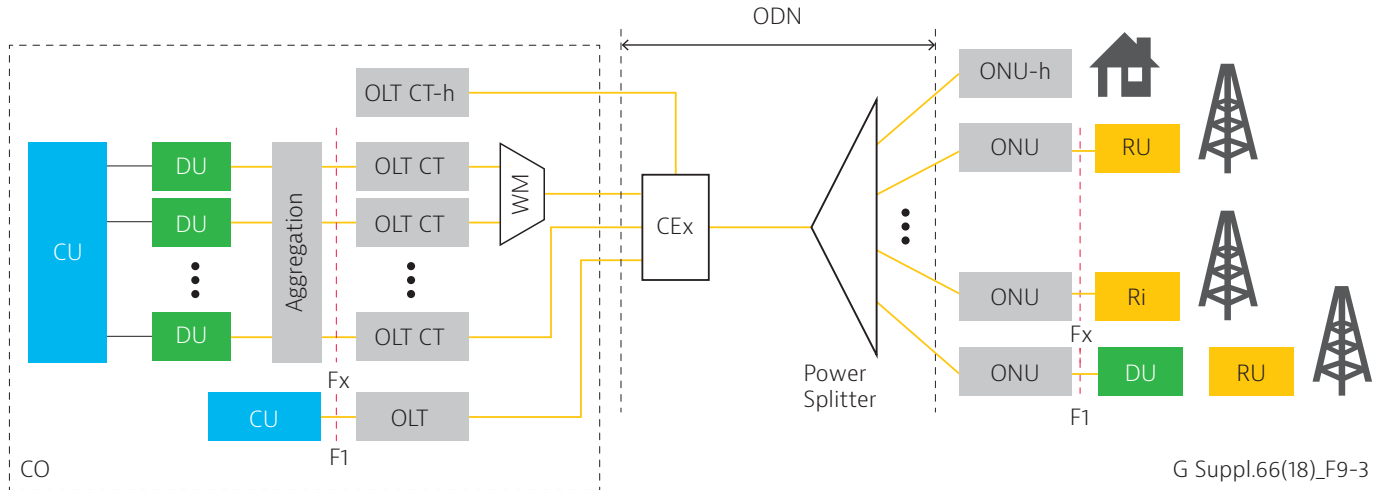 ODN
OLT CT-h
ONU-h
CU
DU
Aggregation
OLT CT
WM
ONU
RU
DU
OLT CT
CEx
DU
OLT CT
ONU
Ri
Fx
Fx
Power
Splitter
ONU
DU
RU
CU
OLT
F1
F1
CO
G Suppl.66(18)_F9-3